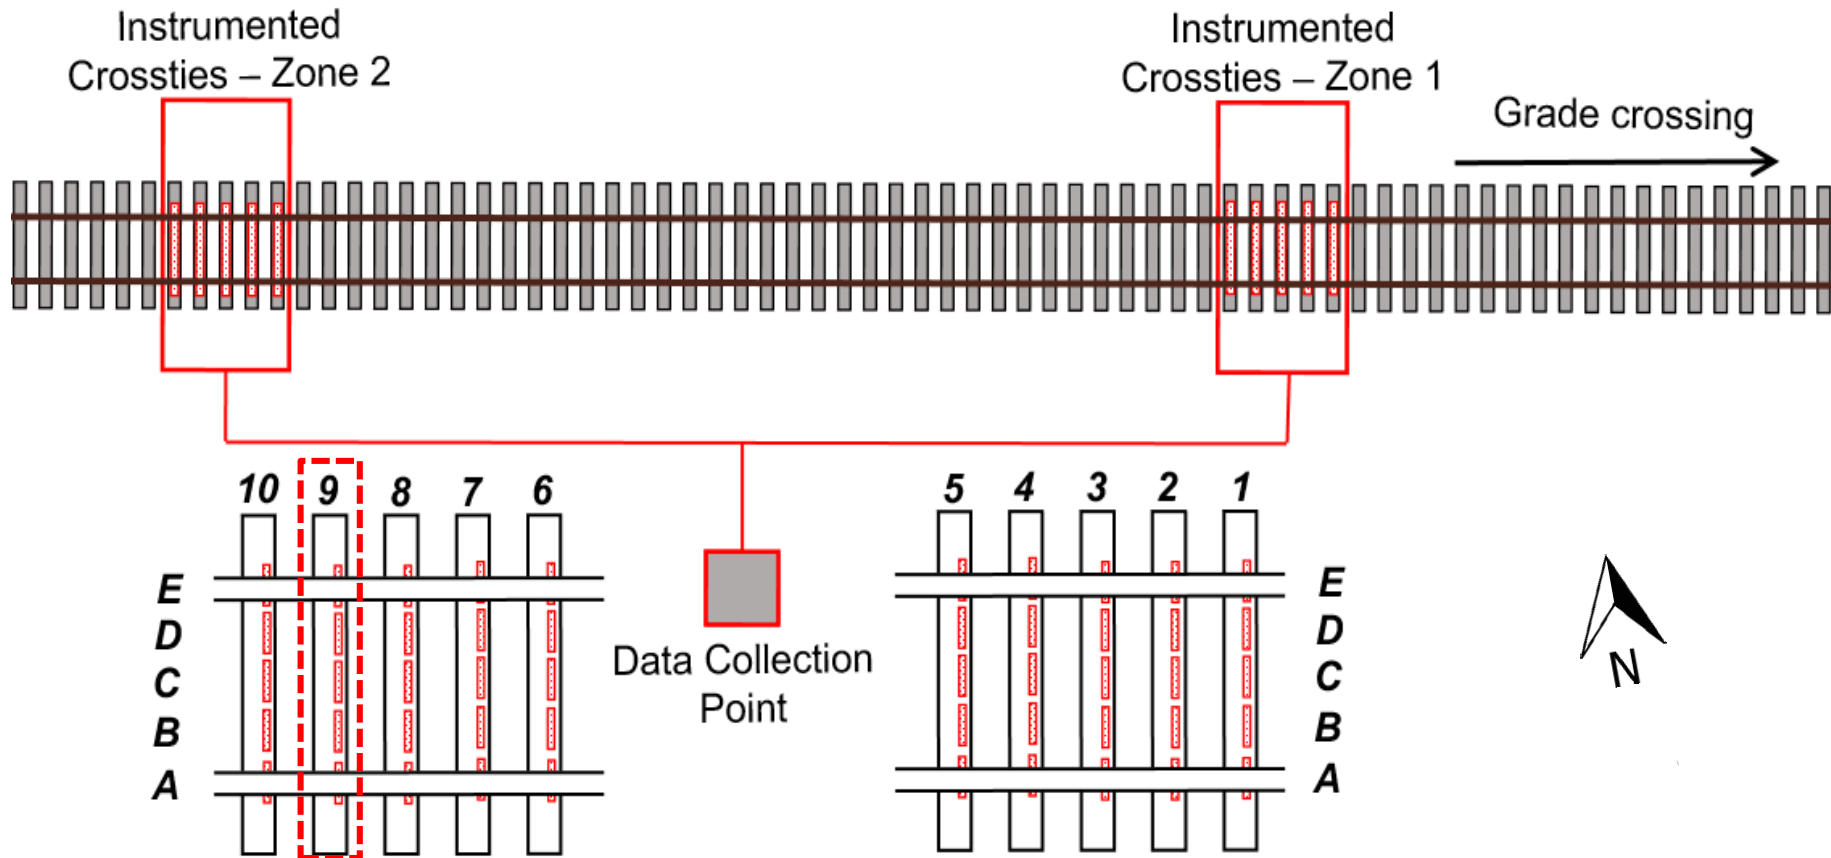 Instrumented
Crossties – Zone 2
Instrumented
Crossties – Zone 1
Grade crossing
10 9 8 7 6
5 4 3 2 1
E
D
C
B
A
Data Collection
Point
E
D
C
B
A
N